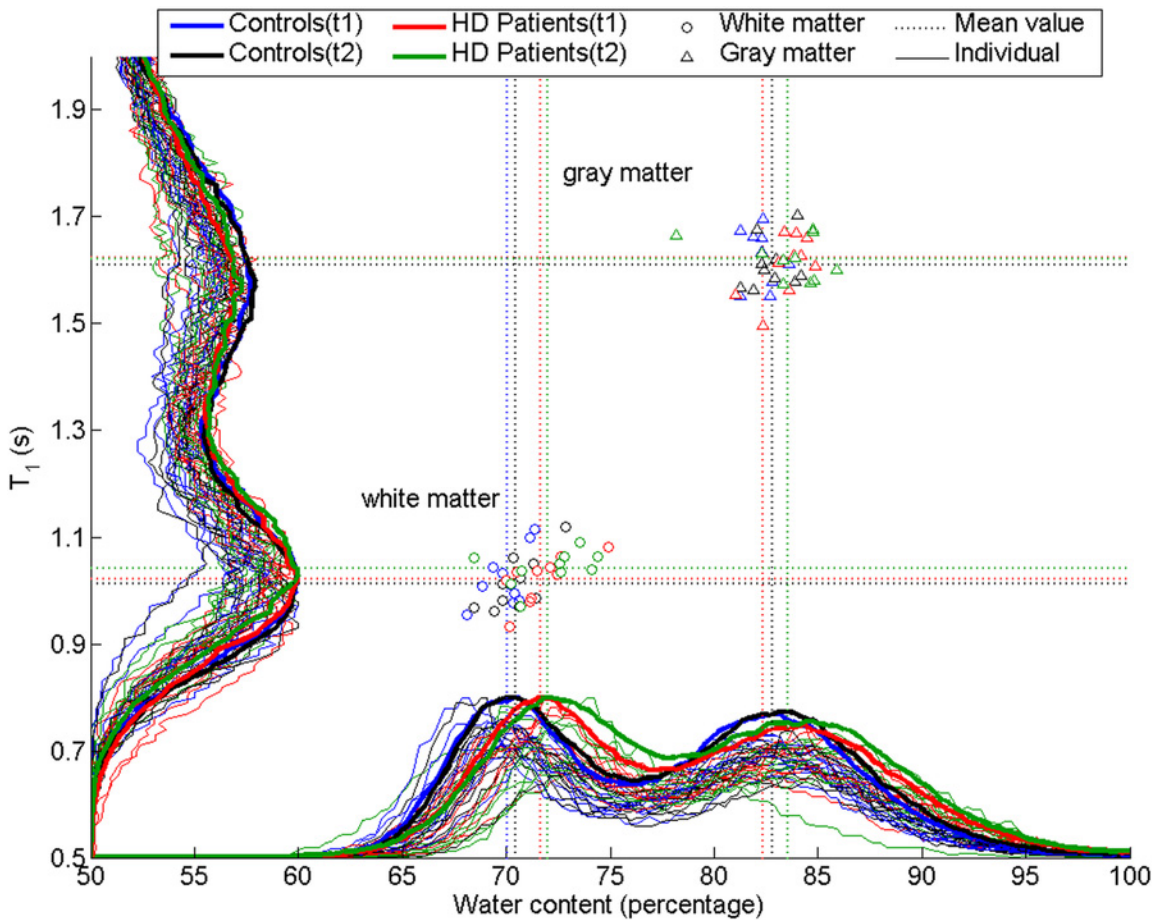 Controls(t1) HD Patients(t1) White matter Mean value
Controls(t2) HD Patients(t2) Gray matter Individual
1.9
gray matter
1.7
1.5
1.3
T1 (s)
white matter
1.1
0.9
0.7
0.5
50 55 60 65 70 75 80 85 90 95 100
Water content (percentage)